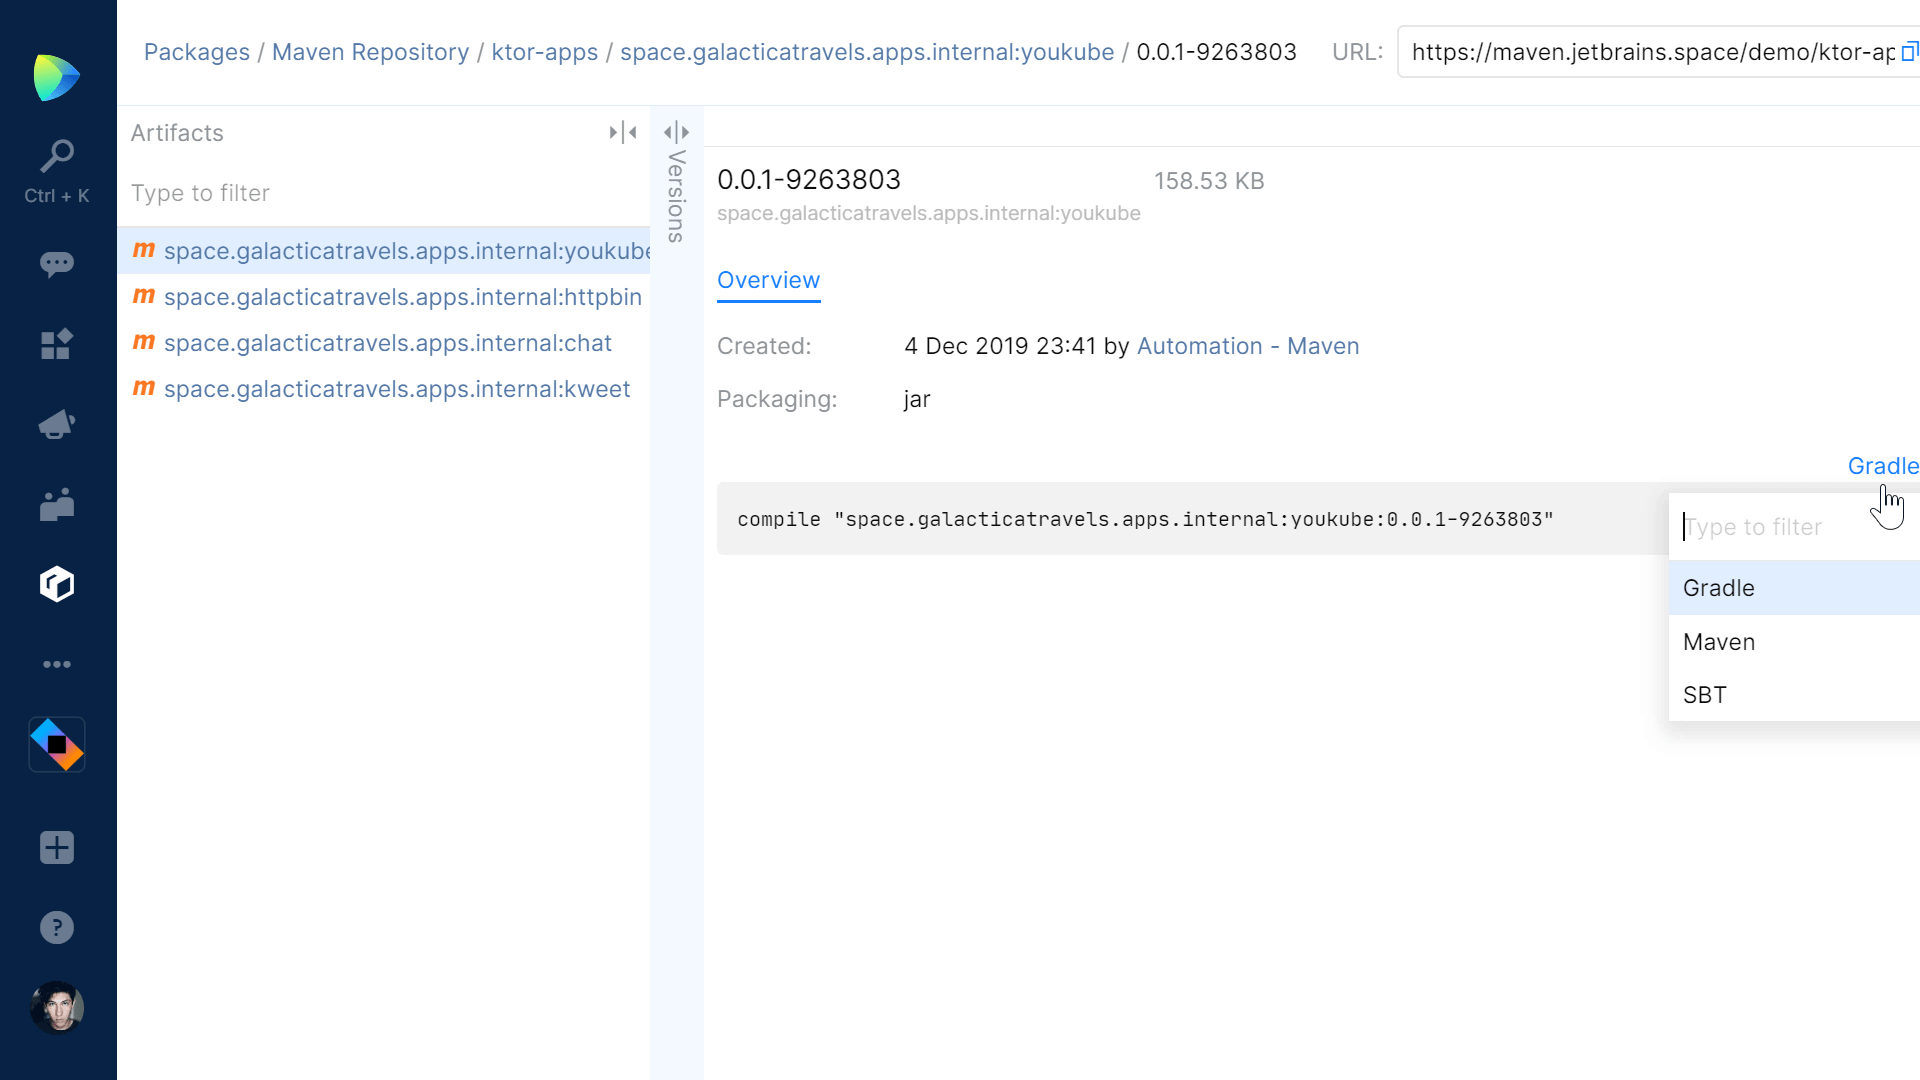 Packages / Maven Repository / ktor-apps / space.galacticatravels.apps.internal:youkube / 0.0.1-9263803 URL: https://maven.jetbrains.space/demo/ktor-ap
Ctrl + K
Artifacts
Type to filter
m space.galacticatravels.apps.internal:youkube
m space.galacticatravels.apps.internal:httpbin
m space.galacticatravels.apps.internal:chat
m space.galacticatravels.apps.internal:kweet
Versions
0.0.1-9263803 158.53 KB
space.galacticatravels.apps.internal:youkube
Overview
Created: 4 Dec 2019 23:41 by Automation - Maven
Packaging: jar
Gradle
compile "space.galacticatravels.apps.internal:youkube:0.0.1-9263803"
Type to filter
Gradle
Maven
SBT
?